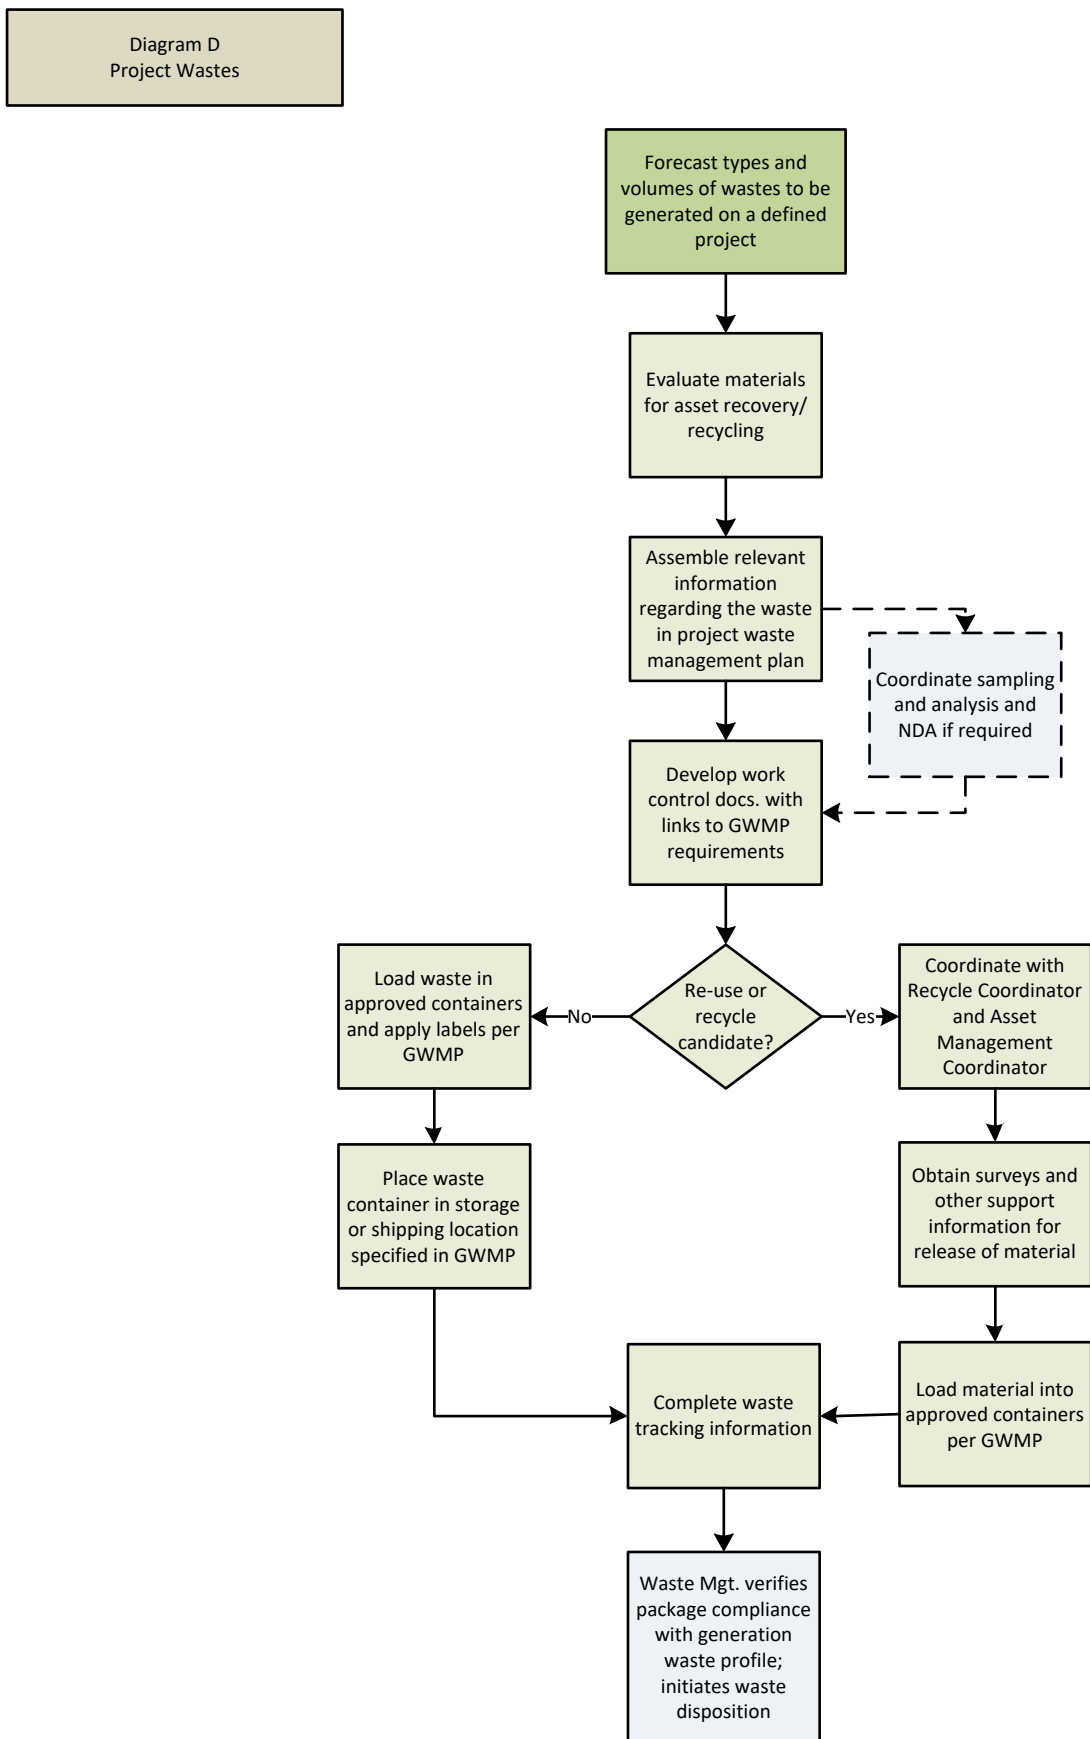 Diagram D
Project Wastes
Forecast types and
volumes of wastes to be
generated on a defined
project
Evaluate materials
for asset recovery/
recycling
Assemble relevant
information
regarding the waste
in project waste
management plan
Coordinate sampling
and analysis and
NDA if required
Develop work
control docs. with
links to GWMP
requirements
Re-use or
recycle
candidate?
No
Yes
Load waste in
approved containers
and apply labels per
GWMP
Coordinate with
Recycle Coordinator
and Asset
Management
Coordinator
Place waste
container in storage
or shipping location
specified in GWMP
Obtain surveys and
other support
information for
release of material
Complete waste
tracking information
Load material into
approved containers
per GWMP
Waste Mgt. verifies
package compliance
with generation
waste profile;
initiates waste
disposition